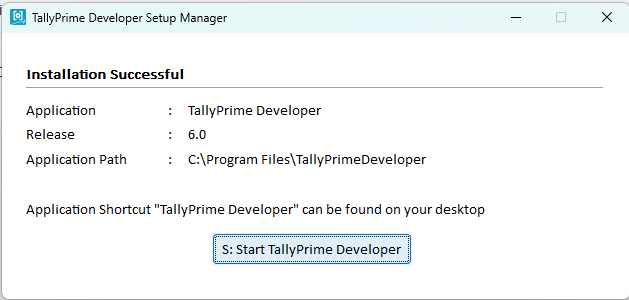 TallyPrime Developer Setup Manager
Installation Successful
Application : TallyPrime Developer
Release : 6.0
Application Path : C:\Program Files\TallyPrimeDeveloper
Application Shortcut "TallyPrime Developer" can be found on your desktop
S: Start TallyPrime Developer